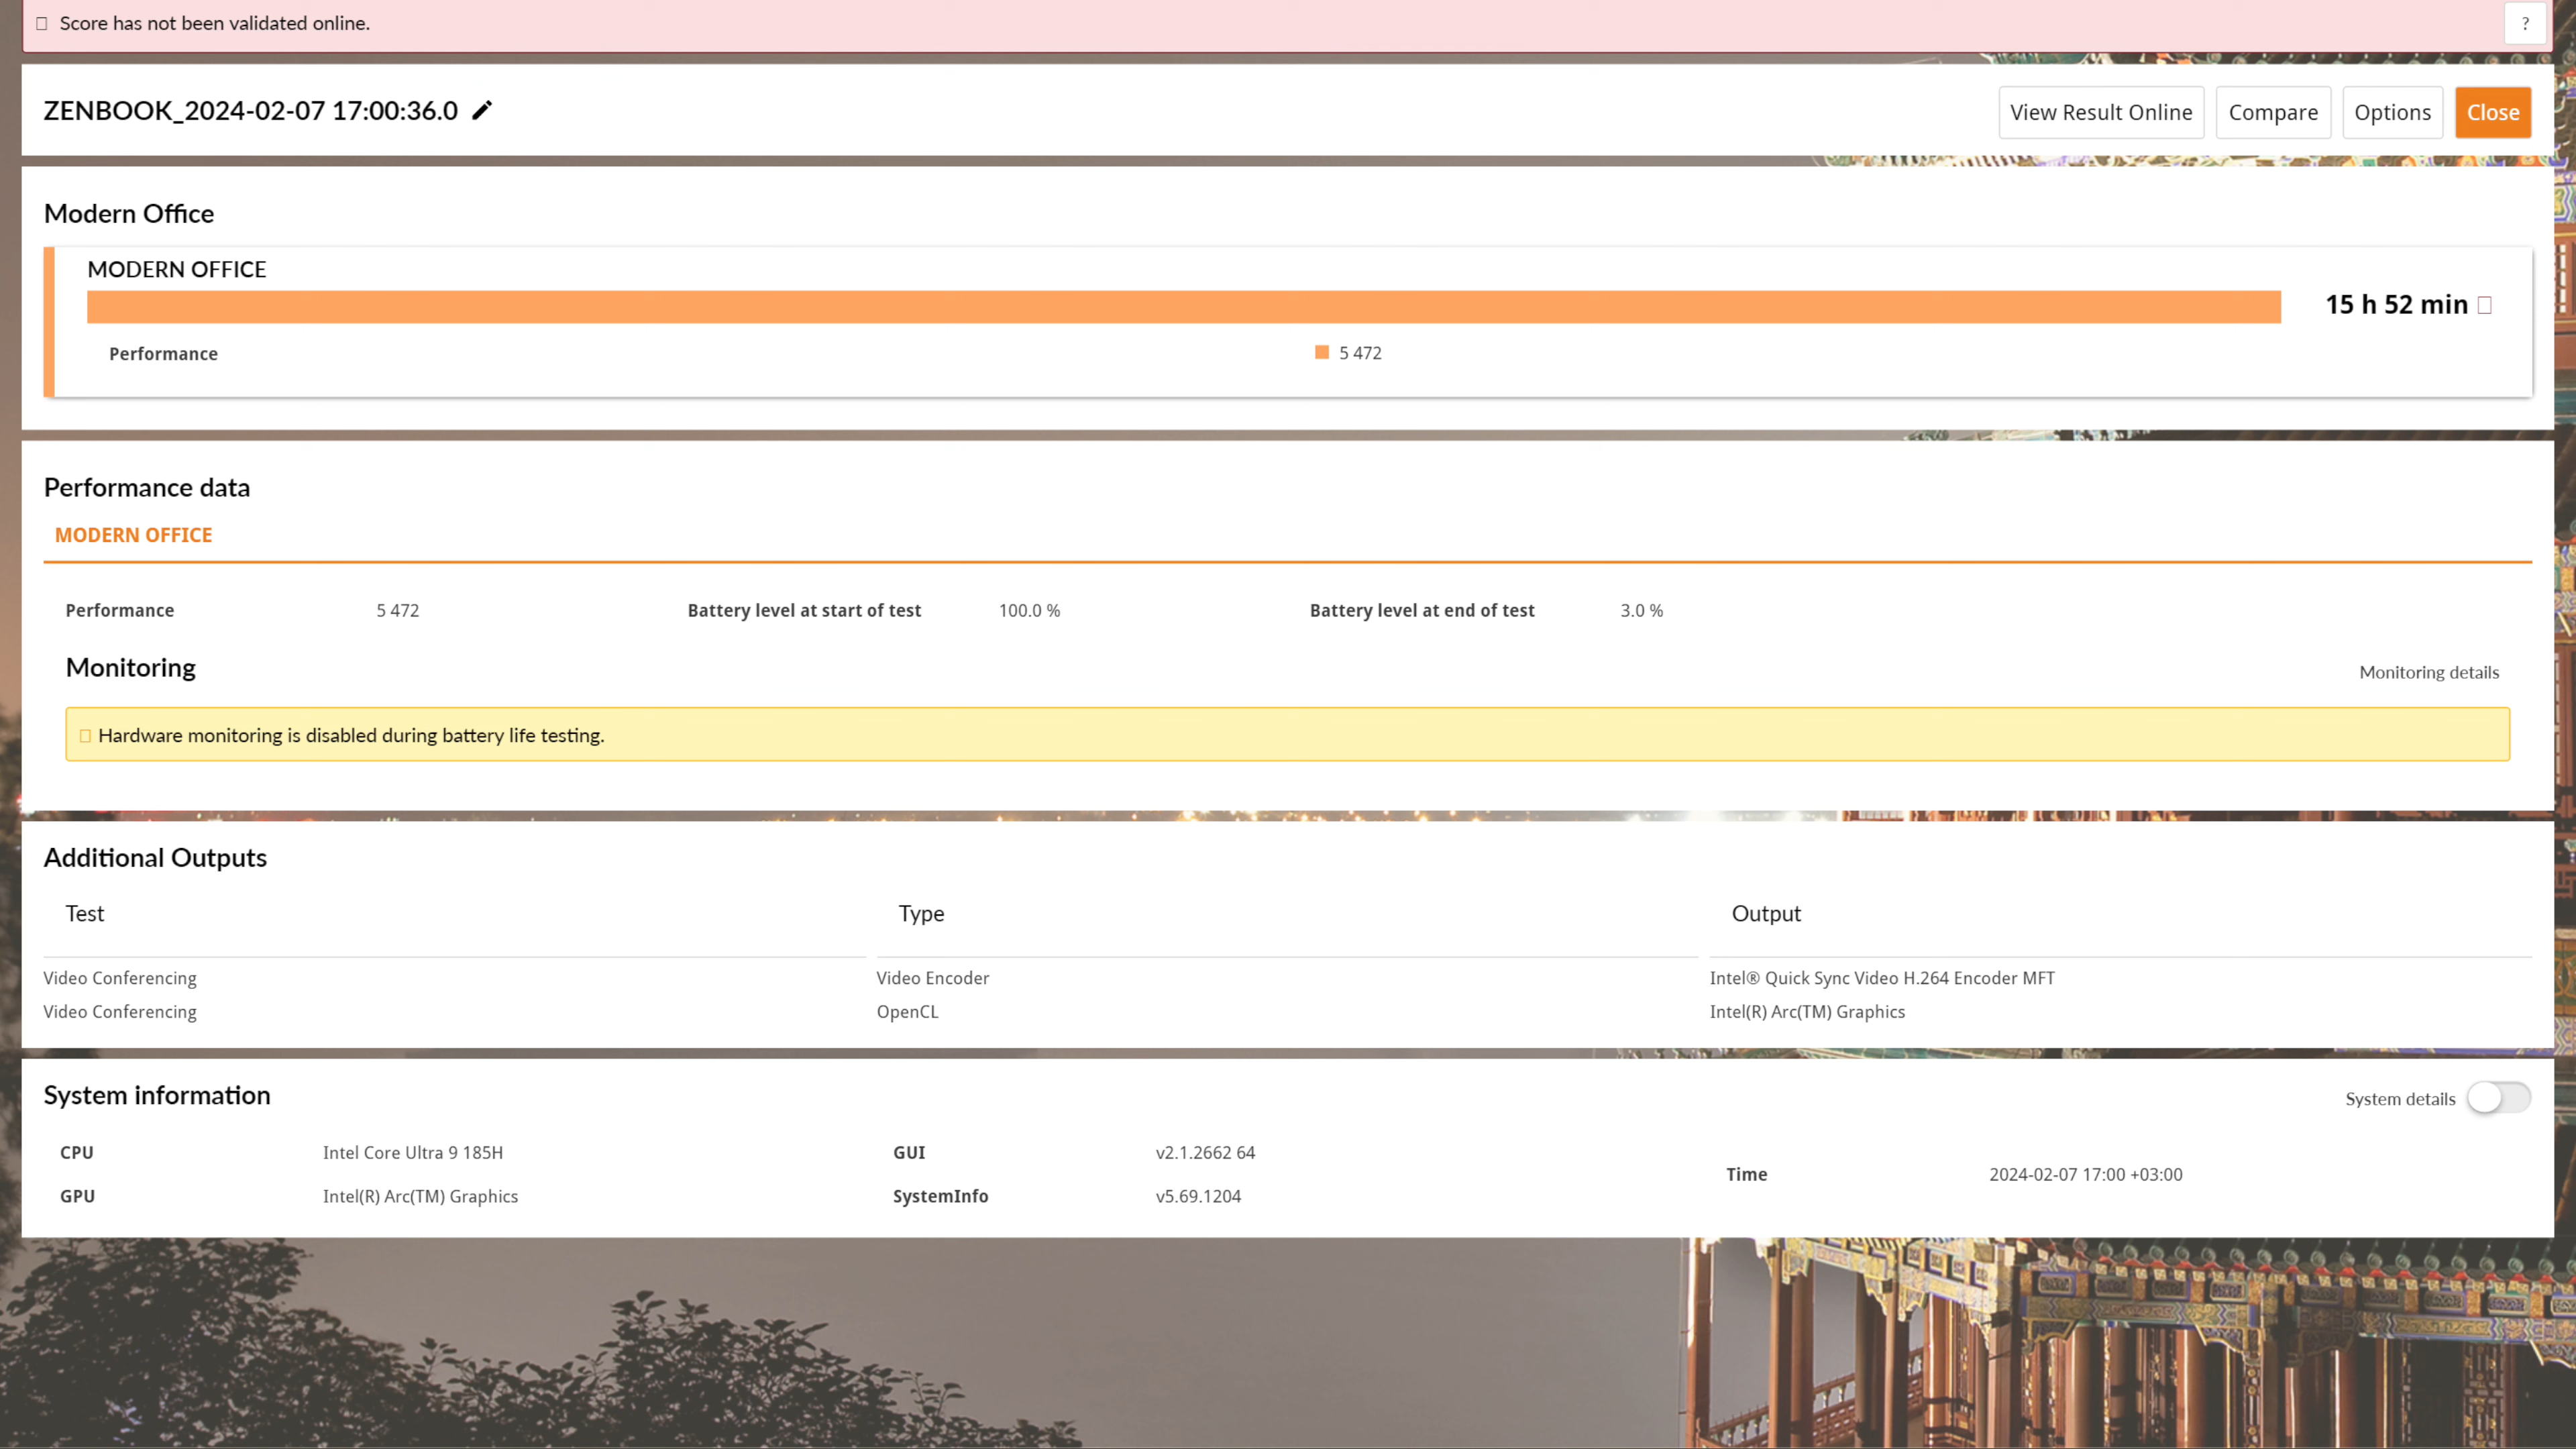 Score has not been validated online.
?
ZENBOOK_2024-02-07 17:00:36.0
View Result Online
Compare
Options
Close
Modern Office
MODERN OFFICE
15 h 52 min
Performance
5 472
Performance data
MODERN OFFICE
Performance 5 472 Battery level at start of test 100.0 % Battery level at end of test 3.0 %
Monitoring
Monitoring details
Hardware monitoring is disabled during battery life testing.
Additional Outputs
Test Type Output
Video Conferencing Video Encoder Intel® Quick Sync Video H.264 Encoder MFT
Video Conferencing OpenCL Intel(R) Arc(TM) Graphics
System information
System details
CPU Intel Core Ultra 9 185H GUI v2.1.2662 64
Time 2024-02-07 17:00 +03:00
GPU Intel(R) Arc(TM) Graphics SystemInfo v5.69.1204